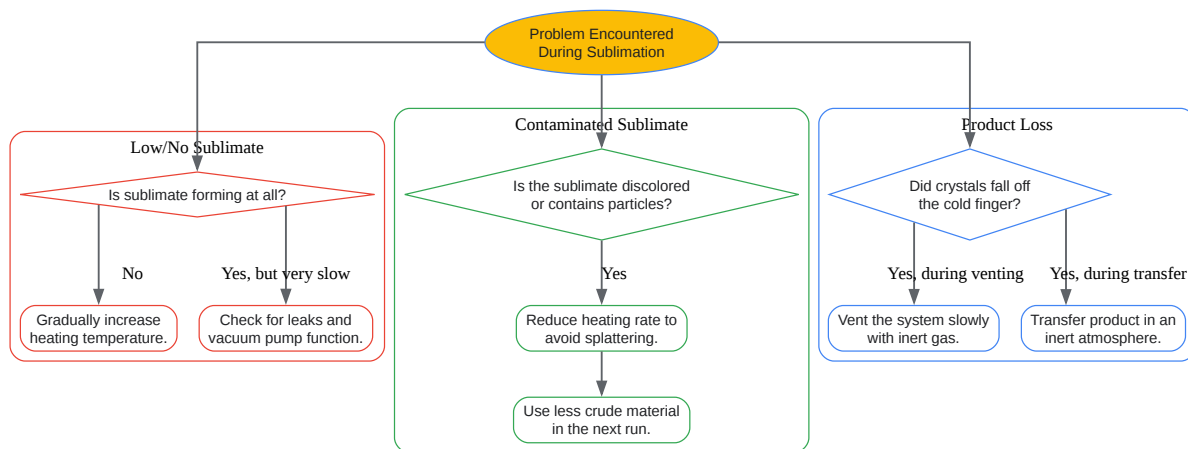 Problem Encountered
During Sublimation
Low/No Sublimate
Is sublimate forming at all?
No
Yes, but very slow
Gradually increase
heating temperature.
Check for leaks and
vacuum pump function.
Contaminated Sublimate
Is the sublimate discolored
or contains particles?
Yes
Reduce heating rate to
avoid splattering.
Use less crude material
in the next run.
Product Loss
Did crystals fall off
the cold finger?
Yes, during venting
Yes, during transfer
Vent the system slowly
with inert gas.
Transfer product in an
inert atmosphere.